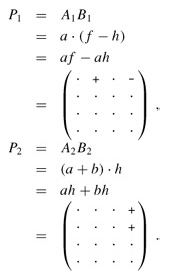 P₁ = A₁B₁
= a · (f − h)
= af − ah
= ( · + · −
· · · ·
· · · ·
· · · · ) ,
P₂ = A₂B₂
= (a + b) · h
= ah + bh
= ( · · · +
· · · +
· · · ·
· · · · ) .